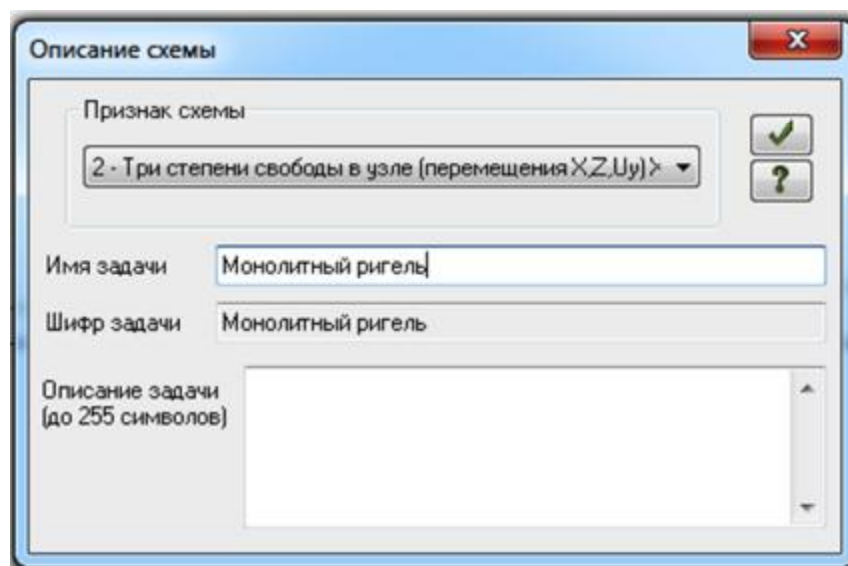 Описание схемы
Признак схемы
2 - Три степени свободы в узле (перемещения X,Z,Uy) X
Имя задачи Монолитный ригель
Шифр задачи Монолитный ригель
Описание задачи
(до 255 символов)